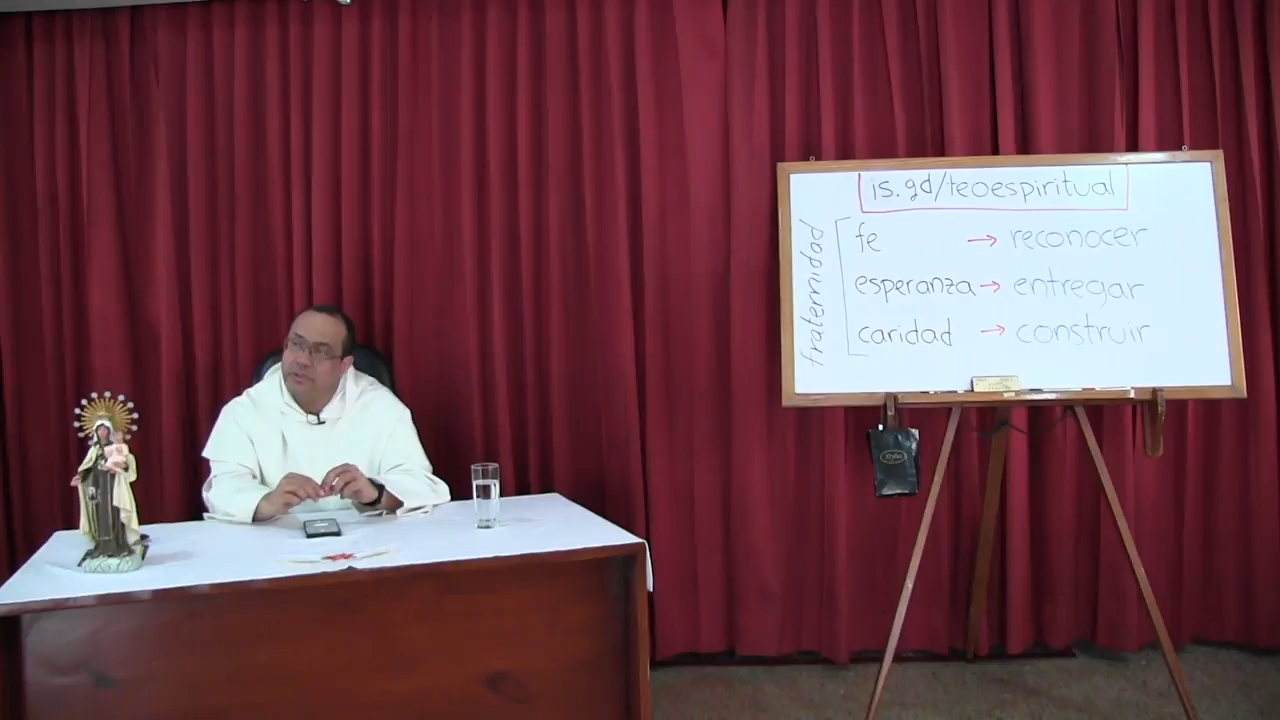 is.gd/teoespiritual
fraternidad
fe → reconocer
esperanza → entregar
caridad → construir